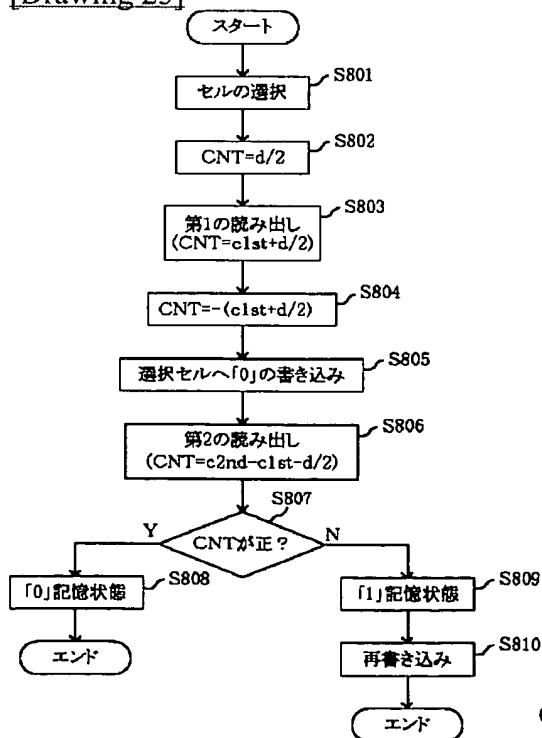 スタート
S801
セルの選択
S802
CNT=d/2
S803
第1の読み出し
(CNT=c1st+d/2)
S804
CNT=-(c1st+d/2)
S805
選択セルへ「0」の書き込み
S806
第2の読み出し
(CNT=c2nd-c1st-d/2)
S807
Y
CNTが正?
N
S808
「0」記憶状態
S809
「1」記憶状態
エンド
S810
再書き込み
エンド